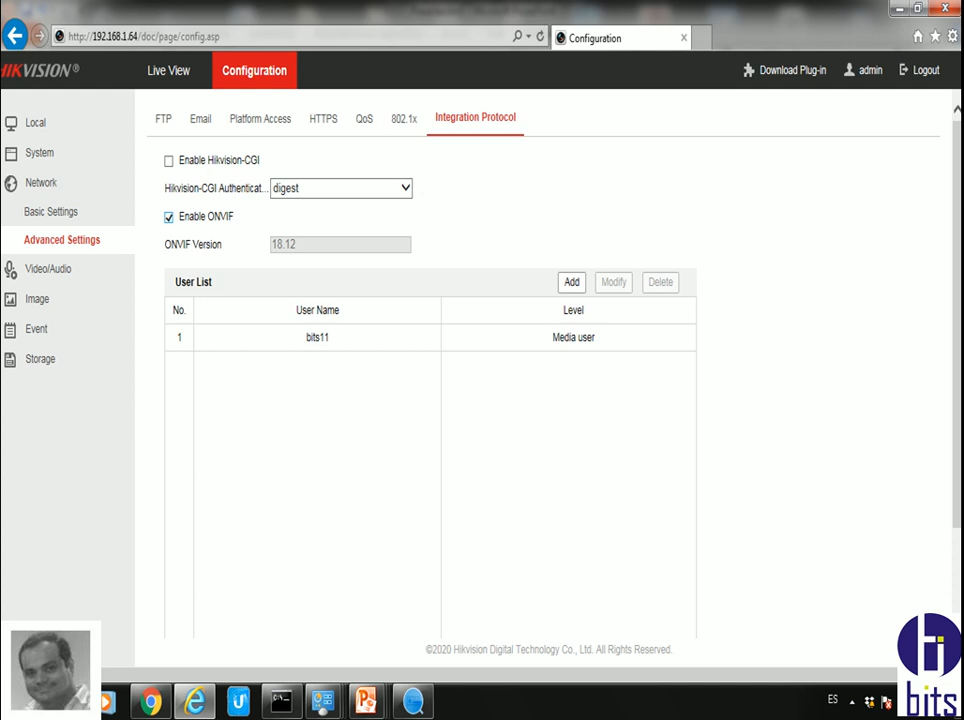 http://192.168.1.64/doc/page/config.asp
Configuration
HIKVISION®
Live View
Configuration
Download Plug-in
admin
Logout
Local
System
Network
Basic Settings
Advanced Settings
Video/Audio
Image
Event
Storage
FTP
Email
Platform Access
HTTPS
QoS
802.1x
Integration Protocol
Enable Hikvision-CGI
Hikvision-CGI Authenticat...
digest
Enable ONVIF
ONVIF Version
18.12
User List
Add
Modify
Delete
No.
User Name
Level
1
bits11
Media user
©2020 Hikvision Digital Technology Co., Ltd. All Rights Reserved.
ES
bits